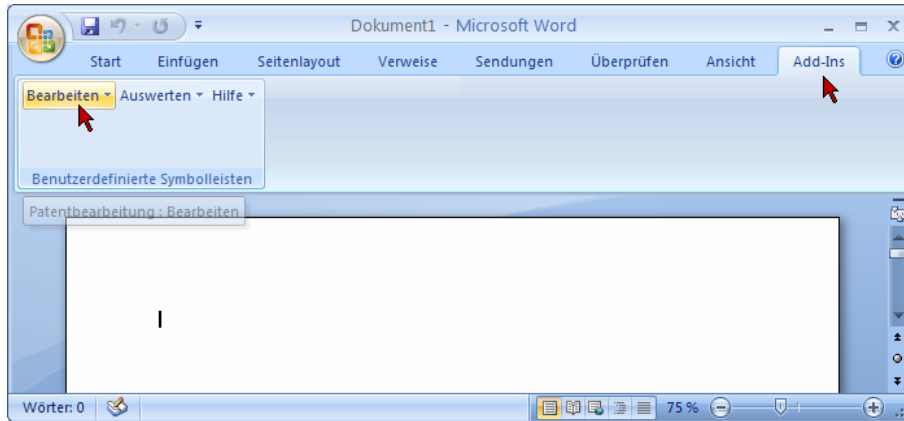 Dokument1 - Microsoft Word
Start Einfügen Seitenlayout Verweise Sendungen Überprüfen Ansicht Add-Ins
Bearbeiten Auswerten Hilfe
Benutzerdefinierte Symbolleisten
Patentbearbeitung : Bearbeiten
Wörter: 0 75 %